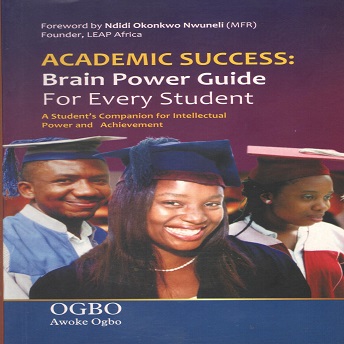 Foreword by Ndidi Okonkwo Nwuneli (MFR)
Founder, LEAP Africa
ACADEMIC SUCCESS:
Brain Power Guide
For Every Student
A Student's Companion for Intellectual
Power and Achievement
OGBO
Awoke Ogbo